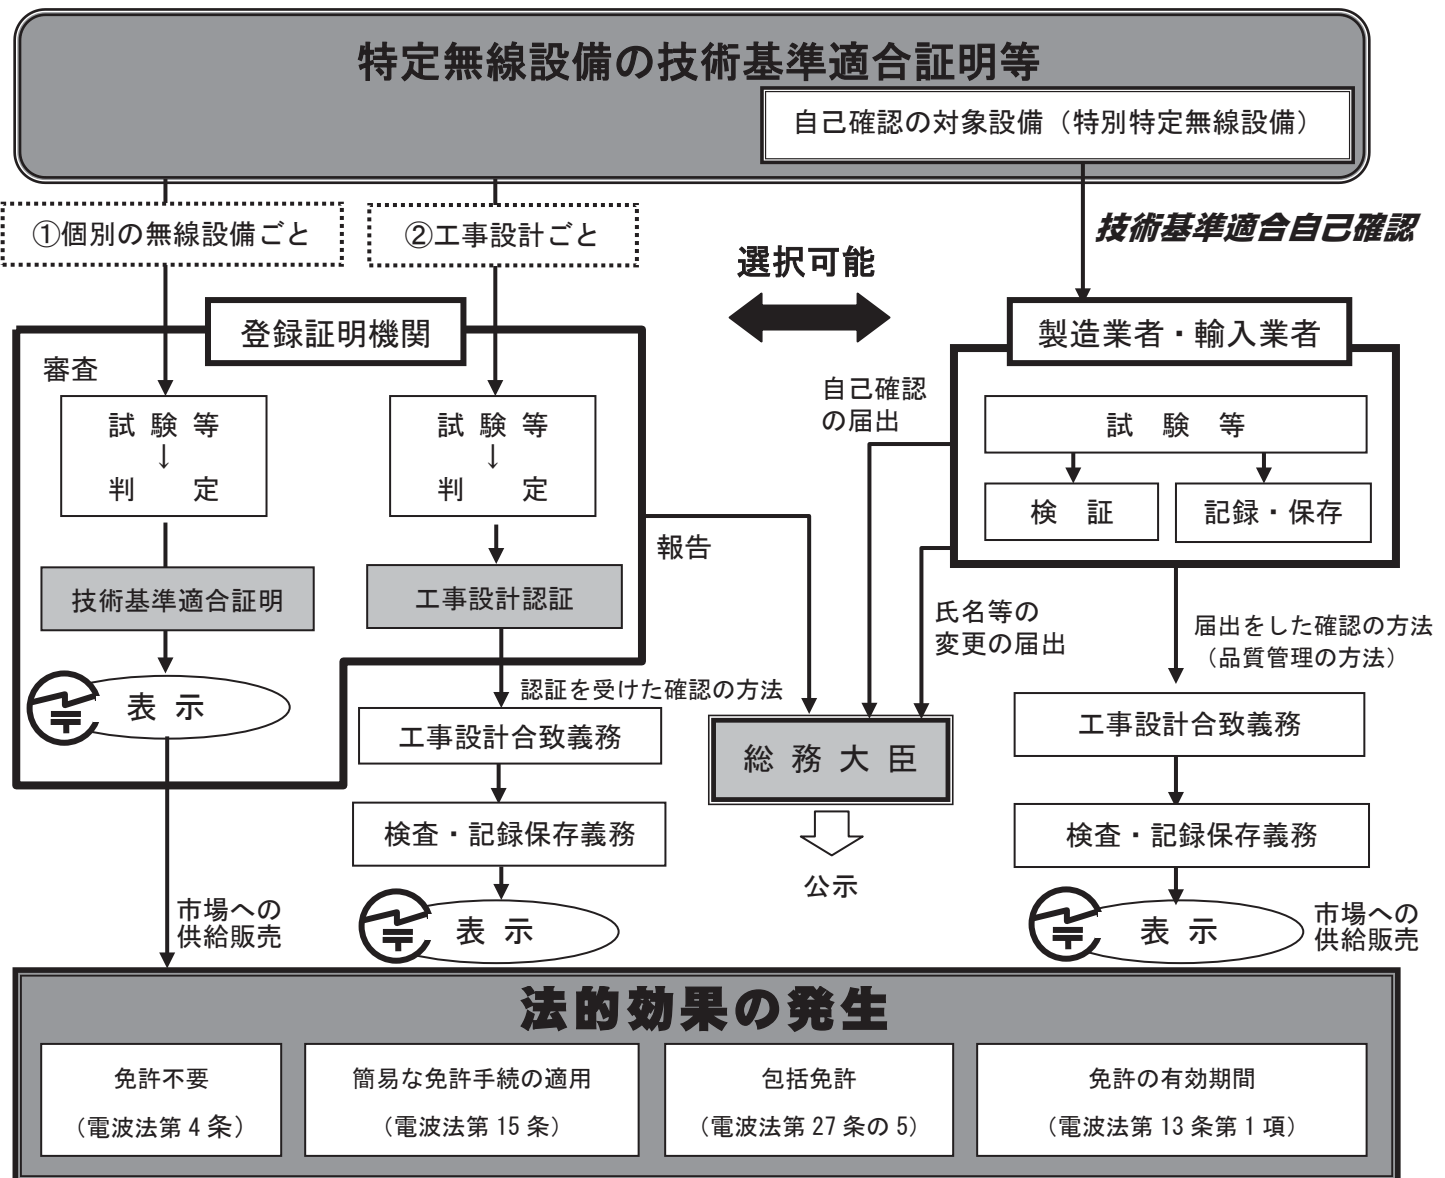 特定無線設備の技術基準適合証明等
自己確認の対象設備（特別特定無線設備）
①個別の無線設備ごと
②工事設計ごと
技術基準適合自己確認
選択可能
登録証明機関
製造業者・輸入業者
審査
試験等
↓
判定
試験等
↓
判定
自己確認
の届出
試験等
検証
記録・保存
報告
技術基準適合証明
工事設計認証
氏名等の
変更の届出
届出をした確認の方法
（品質管理の方法）
表示
認証を受けた確認の方法
工事設計合致義務
総務大臣
工事設計合致義務
検査・記録保存義務
検査・記録保存義務
公示
市場への
供給販売
表示
表示
市場への
供給販売
法的効果の発生
免許不要
（電波法第4条）
簡易な免許手続の適用
（電波法第15条）
包括免許
（電波法第27条の5）
免許の有効期間
（電波法第13条第1項）